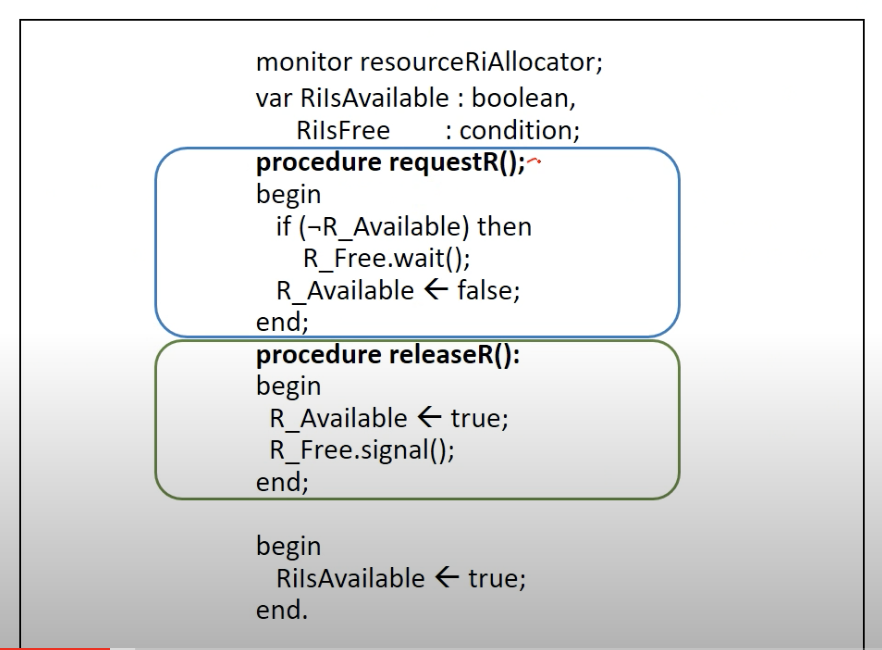 monitor resourceRiAllocator;
var RiIsAvailable : boolean,
RiIsFree : condition;
procedure requestR();
begin
if (¬R_Available) then
R_Free.wait();
R_Available ← false;
end;
procedure releaseR():
begin
R_Available ← true;
R_Free.signal();
end;
begin
RiIsAvailable ← true;
end.